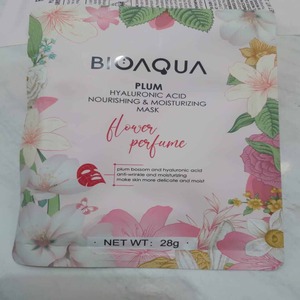 BIOAQUA
PLUM
HYALURONIC ACID
NOURISHING & MOISTURIZING
MASK
flower
perfume
plum bossom and hyaluronic acid
anti-wrinkle and moisturizing
make skin more delicate and moist
NET WT: 28g